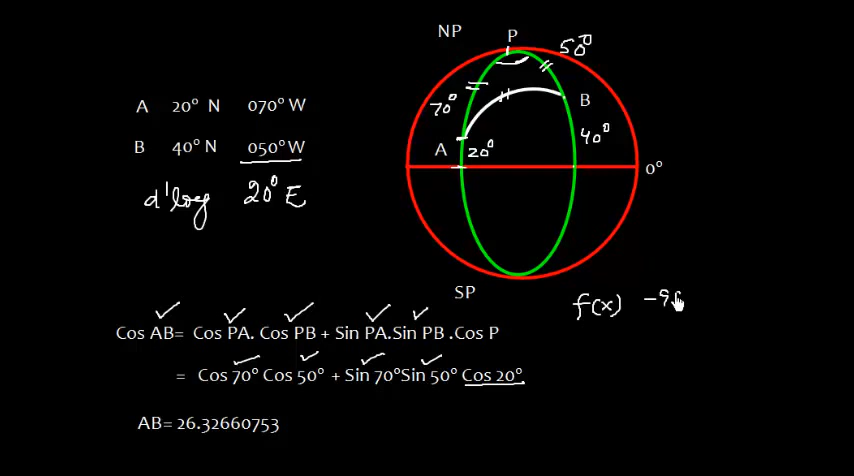 NP
P
50°
A 20° N 070° W
70°
B
B 40° N 050° W
A
20°
40°
0°
d'log 20° E
SP
f(x)
Cos AB= Cos PA. Cos PB + Sin PA.Sin PB .Cos P
= Cos 70° Cos 50° + Sin 70°Sin 50° Cos 20°.
AB= 26.32660753